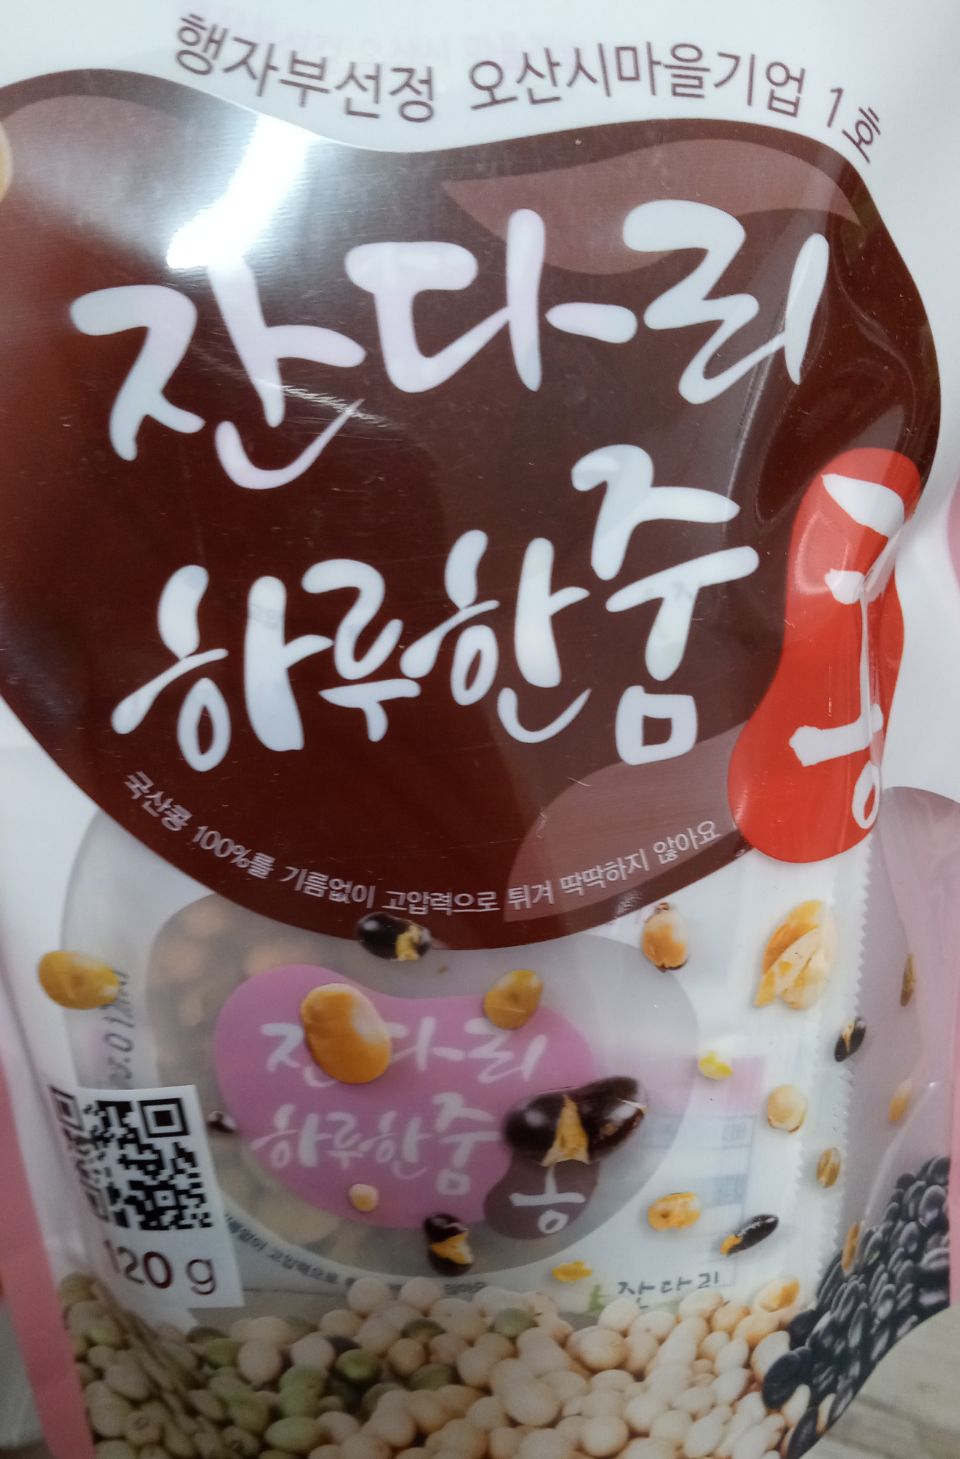 행자부선정 오산시마을기업 1호
잔다리
하루한줌
콩
국산콩 100%를 기름없이 고압력으로 튀겨 딱딱하지 않아요
잔다리
하루한줌
120 g
잔다리